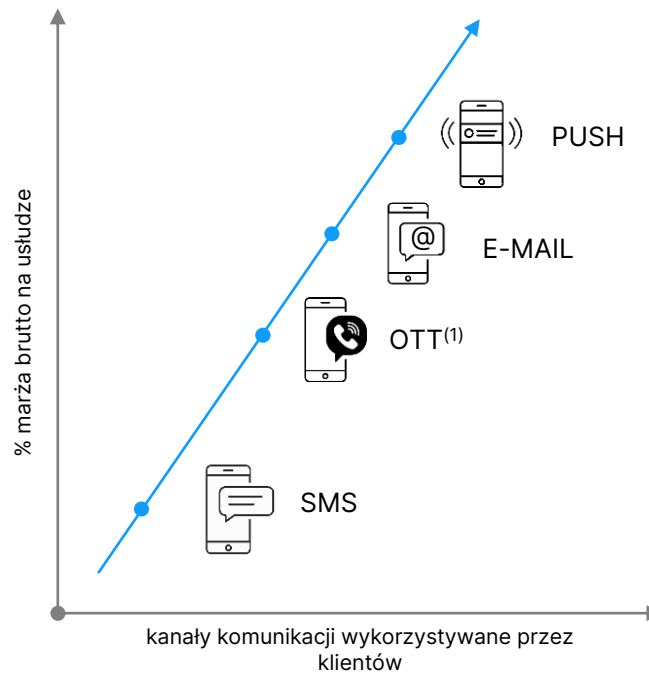 PUSH
@
E-MAIL
OTT(1)
SMS
% marża brutto na usłudze
kanały komunikacji wykorzystywane przez
klientów